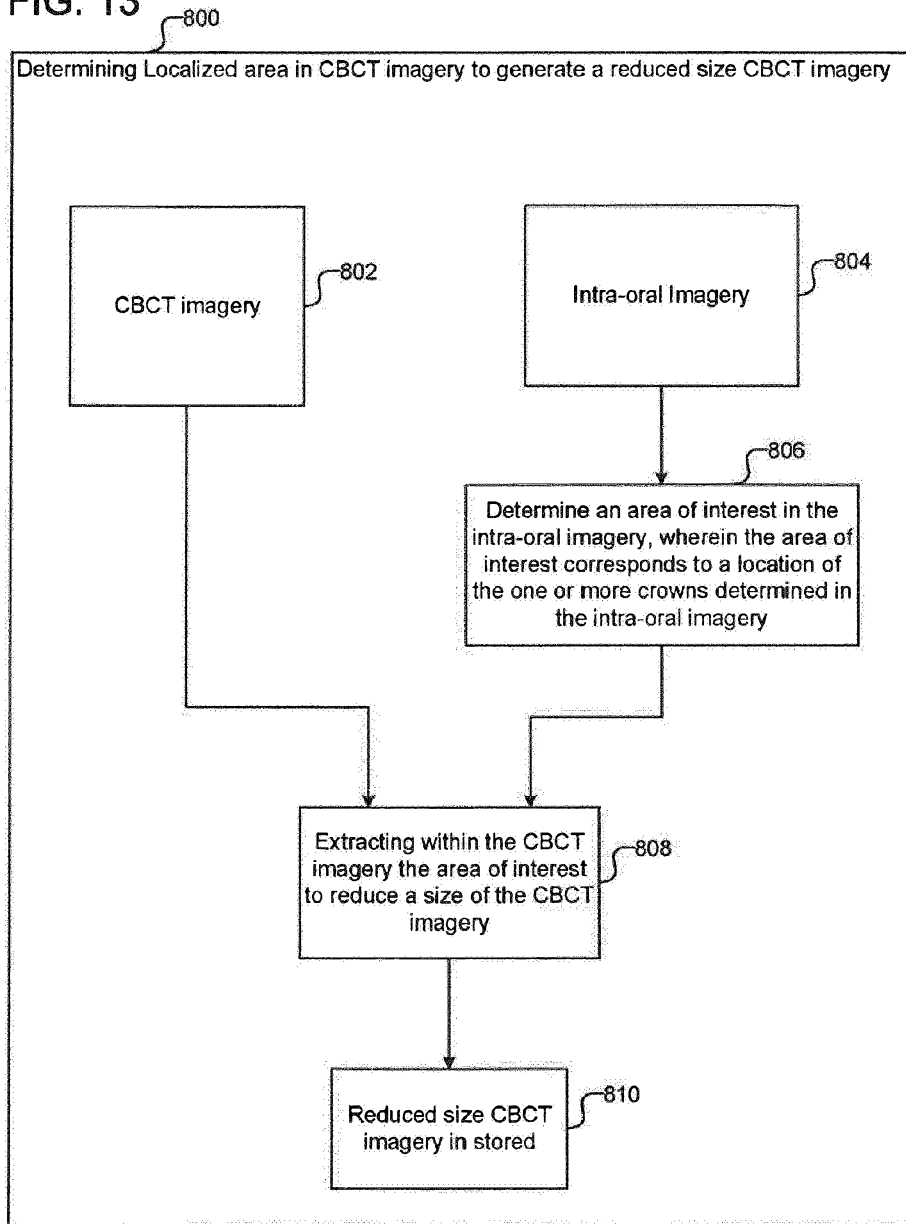 FIG. 13
800
Determining Localized area in CBCT imagery to generate a reduced size CBCT imagery
CBCT imagery
802
Intra-oral Imagery
804
806
Determine an area of interest in the
intra-oral imagery, wherein the area of
interest corresponds to a location of
the one or more crowns determined in
the intra-oral imagery
Extracting within the CBCT
imagery the area of interest
to reduce a size of the CBCT
imagery
808
Reduced size CBCT
imagery in stored
810